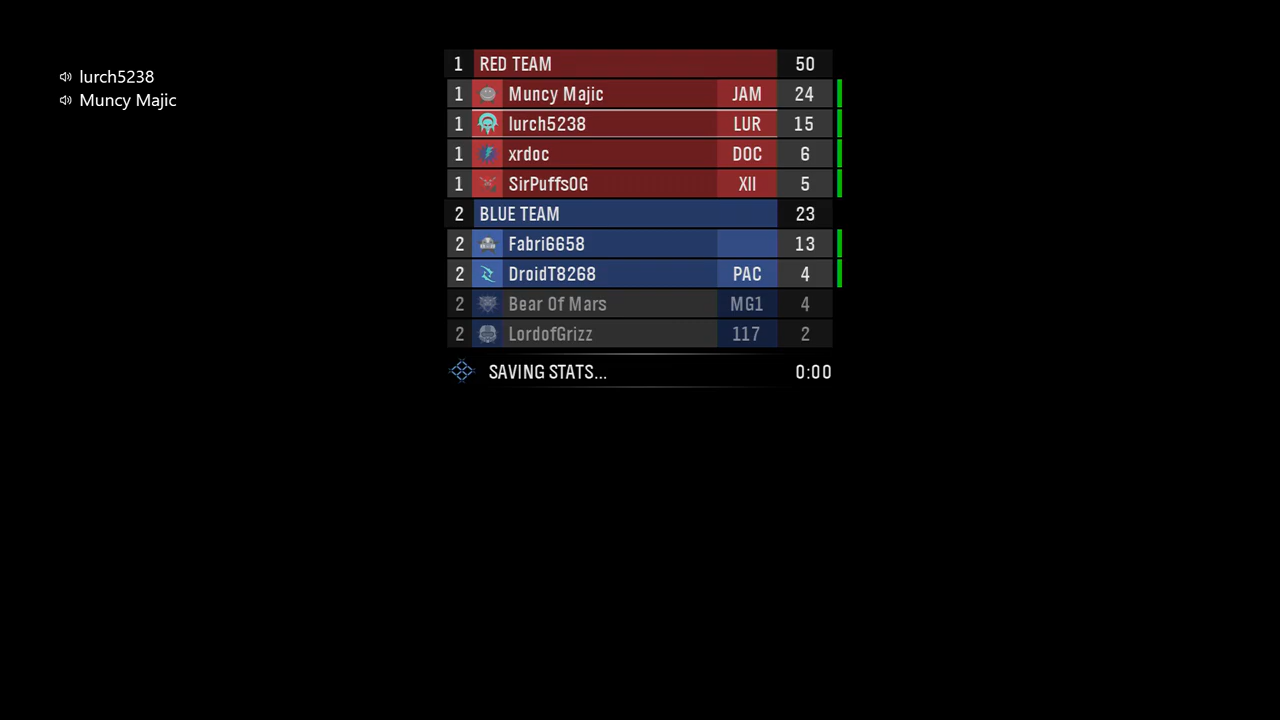 lurch5238
Muncy Majic
1 RED TEAM 50
1 Muncy Majic JAM 24
1 lurch5238 LUR 15
1 xrdoc DOC 6
1 SirPuffsOG XII 5
2 BLUE TEAM 23
2 Fabri6658 13
2 DroidT8268 PAC 4
2 Bear Of Mars MG1 4
2 LordofGrizz 117 2
SAVING STATS... 0:00